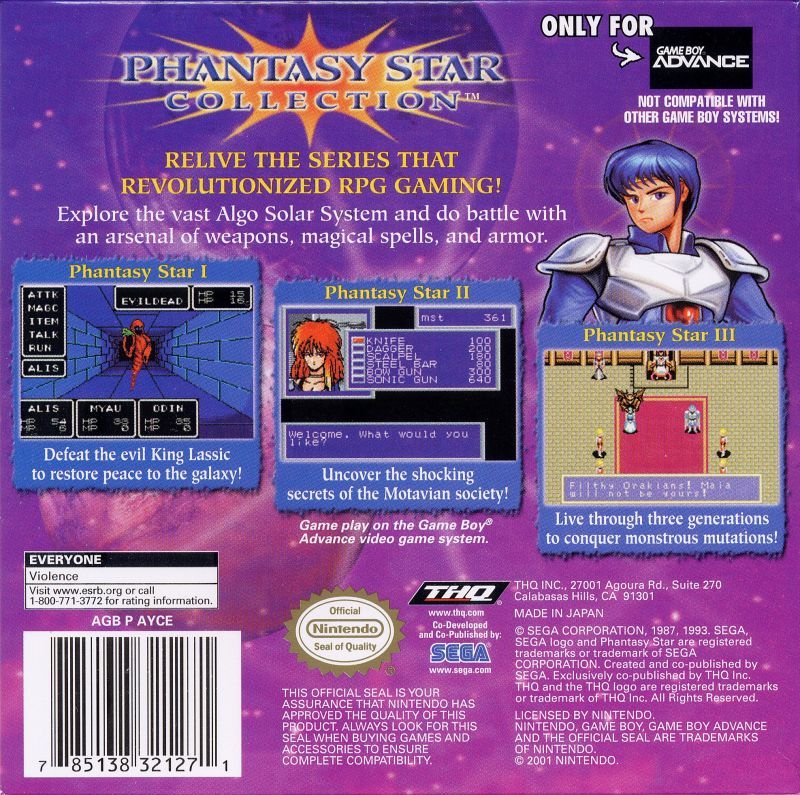 PHANTASY STAR
COLLECTION™
ONLY FOR
GAME BOY
ADVANCE
NOT COMPATIBLE WITH
OTHER GAME BOY SYSTEMS!
RELIVE THE SERIES THAT
REVOLUTIONIZED RPG GAMING!
Explore the vast Algo Solar System and do battle with
an arsenal of weapons, magical spells, and armor.
Phantasy Star I
ATTK
MAGC
ITEM
TALK
RUN
ALIS
EVILDEAD
HP 15
ALIS
MYAU
ODIN
Defeat the evil King Lassic
to restore peace to the galaxy!
Phantasy Star II
mst 361
KNIFE 100
DAGGER 200
SCALPEL 180
STEEL BAR 80
BOW GUN 300
SONIC GUN 640
Welcome. What would you
like?
Uncover the shocking
secrets of the Motavian society!
Phantasy Star III
Filthy Orakians! Maia
will not be yours!
Live through three generations
to conquer monstrous mutations!
Game play on the Game Boy®
Advance video game system.
EVERYONE
Violence
Visit www.esrb.org or call
1-800-771-3772 for rating information.
AGB P AYCE
7 85138 32127 1
Official
Nintendo
Seal of Quality
THIS OFFICIAL SEAL IS YOUR
ASSURANCE THAT NINTENDO HAS
APPROVED THE QUALITY OF THIS
PRODUCT. ALWAYS LOOK FOR THIS
SEAL WHEN BUYING GAMES AND
ACCESSORIES TO ENSURE
COMPLETE COMPATIBILITY.
THQ
www.thq.com
Co-Developed
and Co-Published by:
SEGA
www.sega.com
THQ INC., 27001 Agoura Rd., Suite 270
Calabasas Hills, CA 91301
MADE IN JAPAN
© SEGA CORPORATION, 1987, 1993. SEGA,
SEGA logo and Phantasy Star are registered
trademarks or trademark of SEGA
CORPORATION. Created and co-published by
SEGA. Exclusively co-published by THQ Inc.
THQ and the THQ logo are registered trademarks
or trademark of THQ Inc. All Rights Reserved.
LICENSED BY NINTENDO.
NINTENDO, GAME BOY, GAME BOY ADVANCE
AND THE OFFICIAL SEAL ARE TRADEMARKS
OF NINTENDO.
© 2001 NINTENDO.